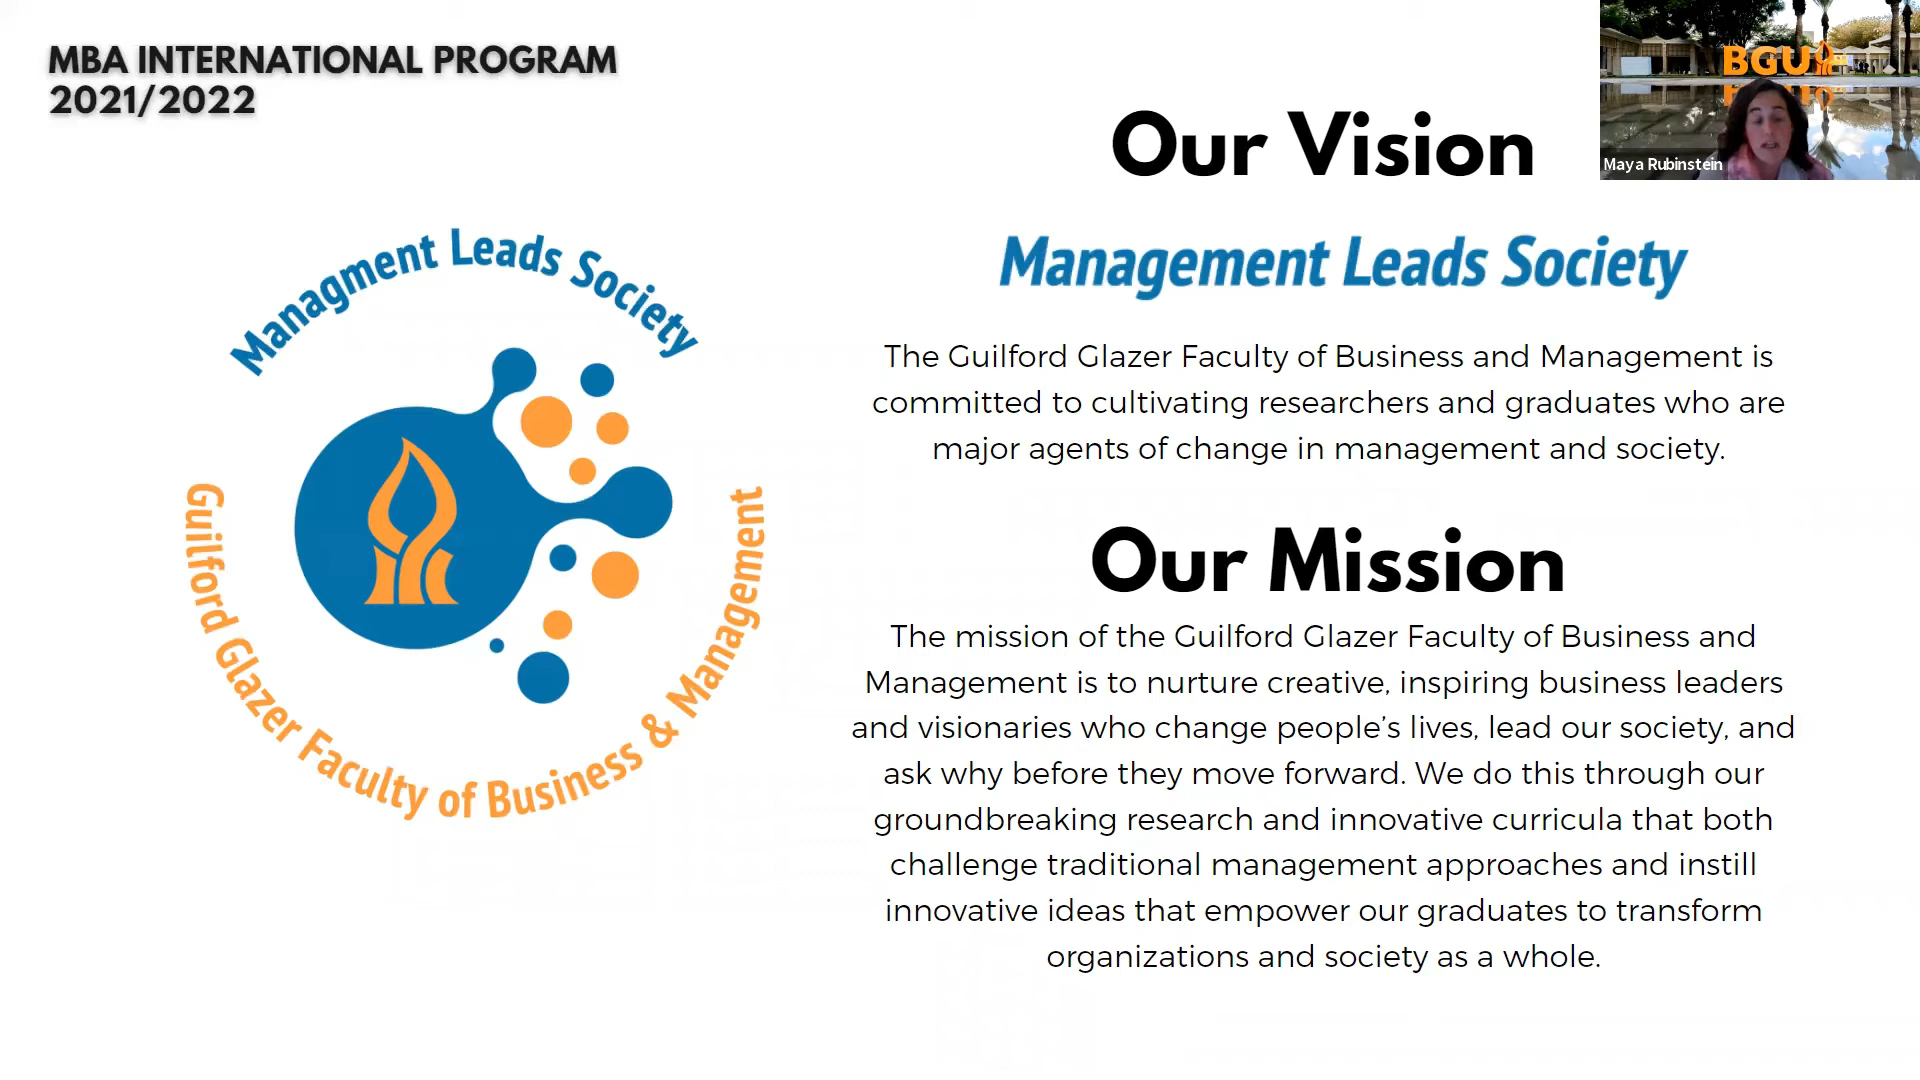 MBA INTERNATIONAL PROGRAM
2021/2022
BGU
Maya Rubinstein
Our Vision
Management Leads Society
The Guilford Glazer Faculty of Business and Management is
committed to cultivating researchers and graduates who are
major agents of change in management and society.
Our Mission
The mission of the Guilford Glazer Faculty of Business and
Management is to nurture creative, inspiring business leaders
and visionaries who change people’s lives, lead our society, and
ask why before they move forward. We do this through our
groundbreaking research and innovative curricula that both
challenge traditional management approaches and instill
innovative ideas that empower our graduates to transform
organizations and society as a whole.
Managment Leads Society
Guilford Glazer Faculty of Business & Management